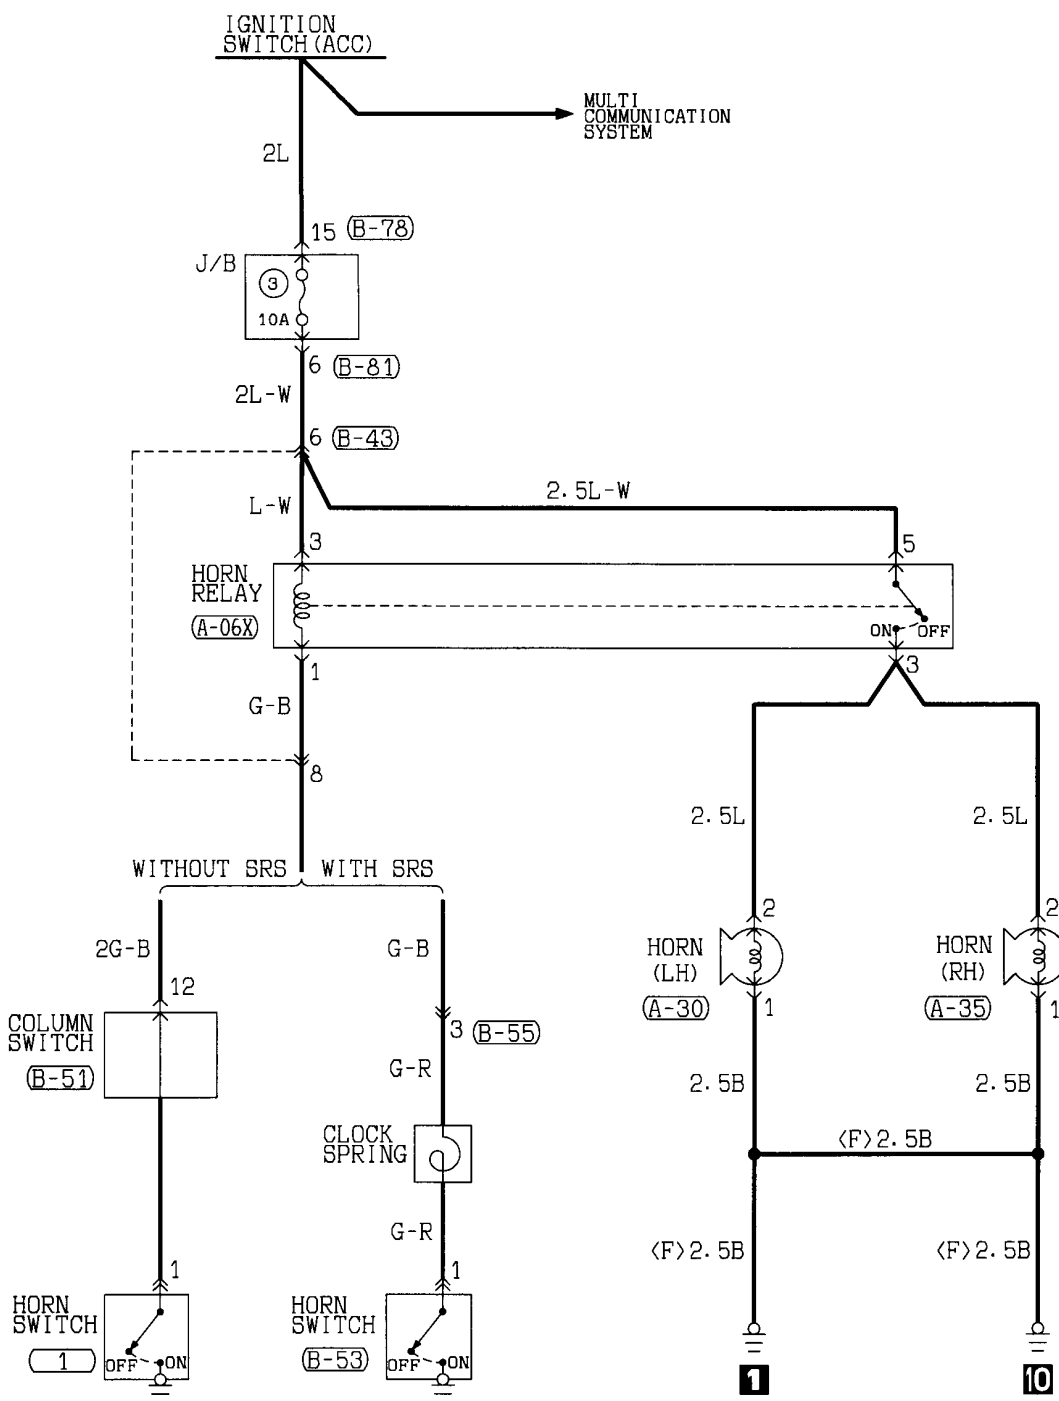 IGNITION
SWITCH(ACC)
MULTI
COMMUNICATION
SYSTEM
2L
15 B-78
J/B
3
10A
6 B-81
2L-W
6 B-43
L-W
2.5L-W
3
5
HORN
RELAY
A-06X
ON OFF
1
3
G-B
8
2.5L
2.5L
WITHOUT SRS WITH SRS
2G-B
G-B
2
2
HORN
(LH)
A-30
HORN
(RH)
A-35
12
1
1
COLUMN
SWITCH
B-51
3 B-55
G-R
2.5B
2.5B
CLOCK
SPRING
<F>2.5B
G-R
<F>2.5B
<F>2.5B
1
1
HORN
SWITCH
1
OFF ON
HORN
SWITCH
B-53
OFF ON
1
10